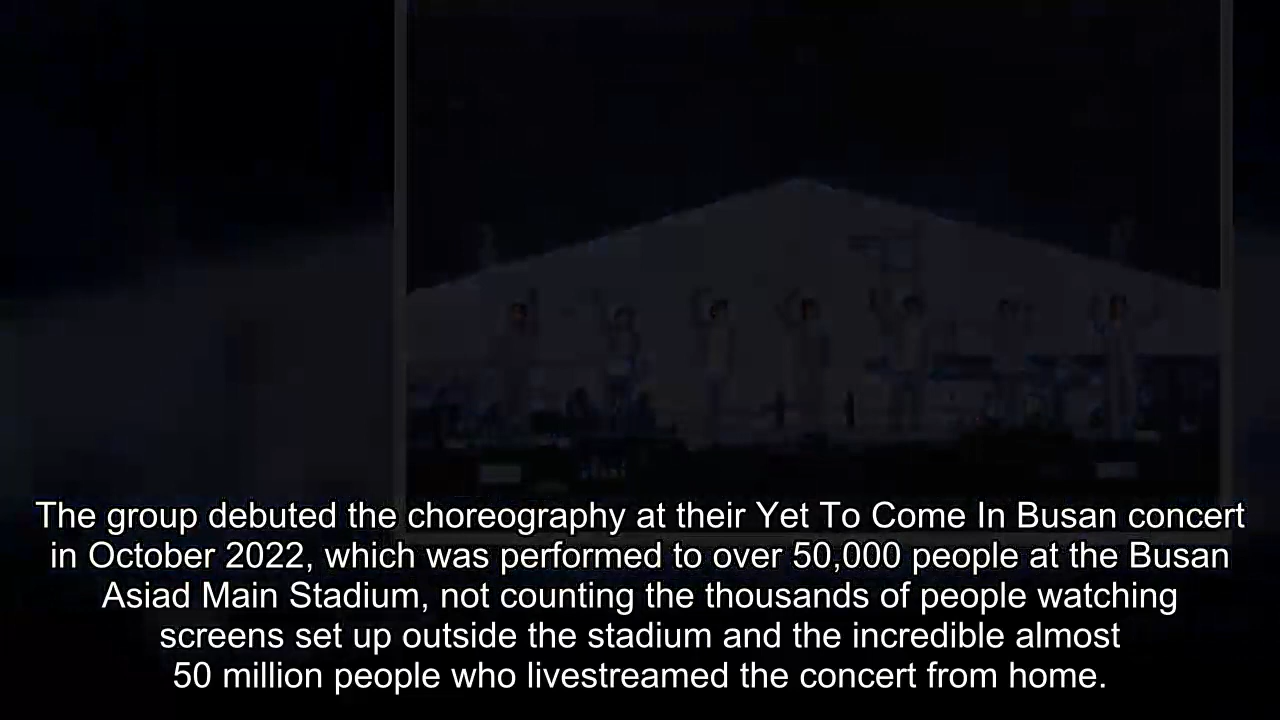 The group debuted the choreography at their Yet To Come In Busan concert
in October 2022, which was performed to over 50,000 people at the Busan
Asiad Main Stadium, not counting the thousands of people watching
screens set up outside the stadium and the incredible almost
50 million people who livestreamed the concert from home.